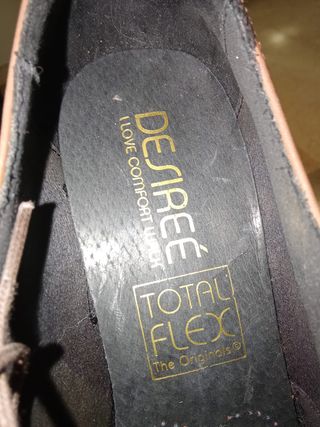 DESIREÉ
I LOVE COMFORT
TOTAL
FLEX
The Originals®